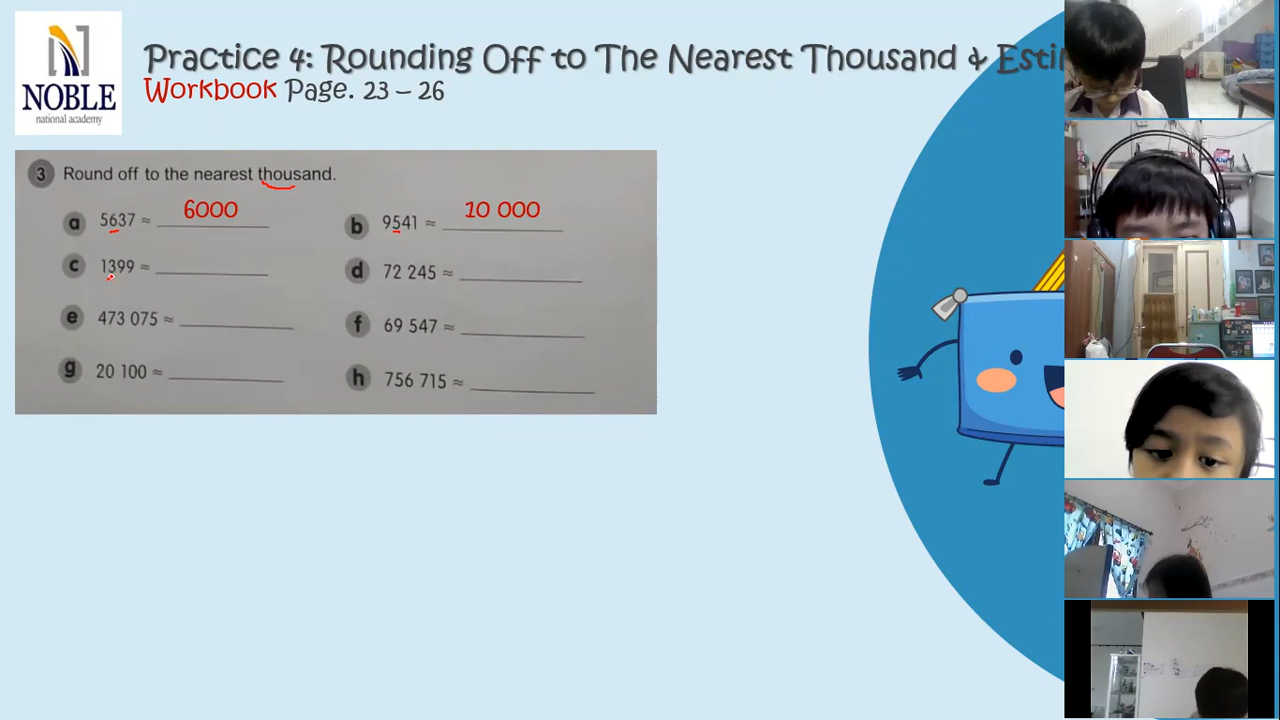 NOBLE
national academy
Practice 4: Rounding Off to The Nearest Thousand & Esti
Workbook Page. 23 – 26
3 Round off to the nearest thousand.
a 5637 ≈ 6000 b 9541 ≈ 10 000
c 1399 ≈ d 72 245 ≈
e 473 075 ≈ f 69 547 ≈
g 20 100 ≈ h 756 715 ≈